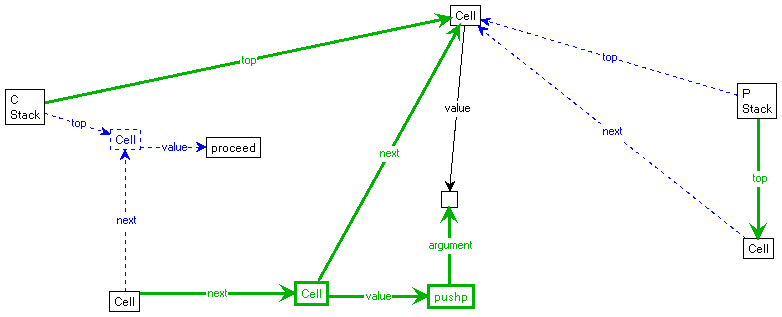 Cell
top
top
C
Stack
P
Stack
value
top
Cell
value
proceed
next
next
top
next
argument
Cell
Cell
next
Cell
value
pushp